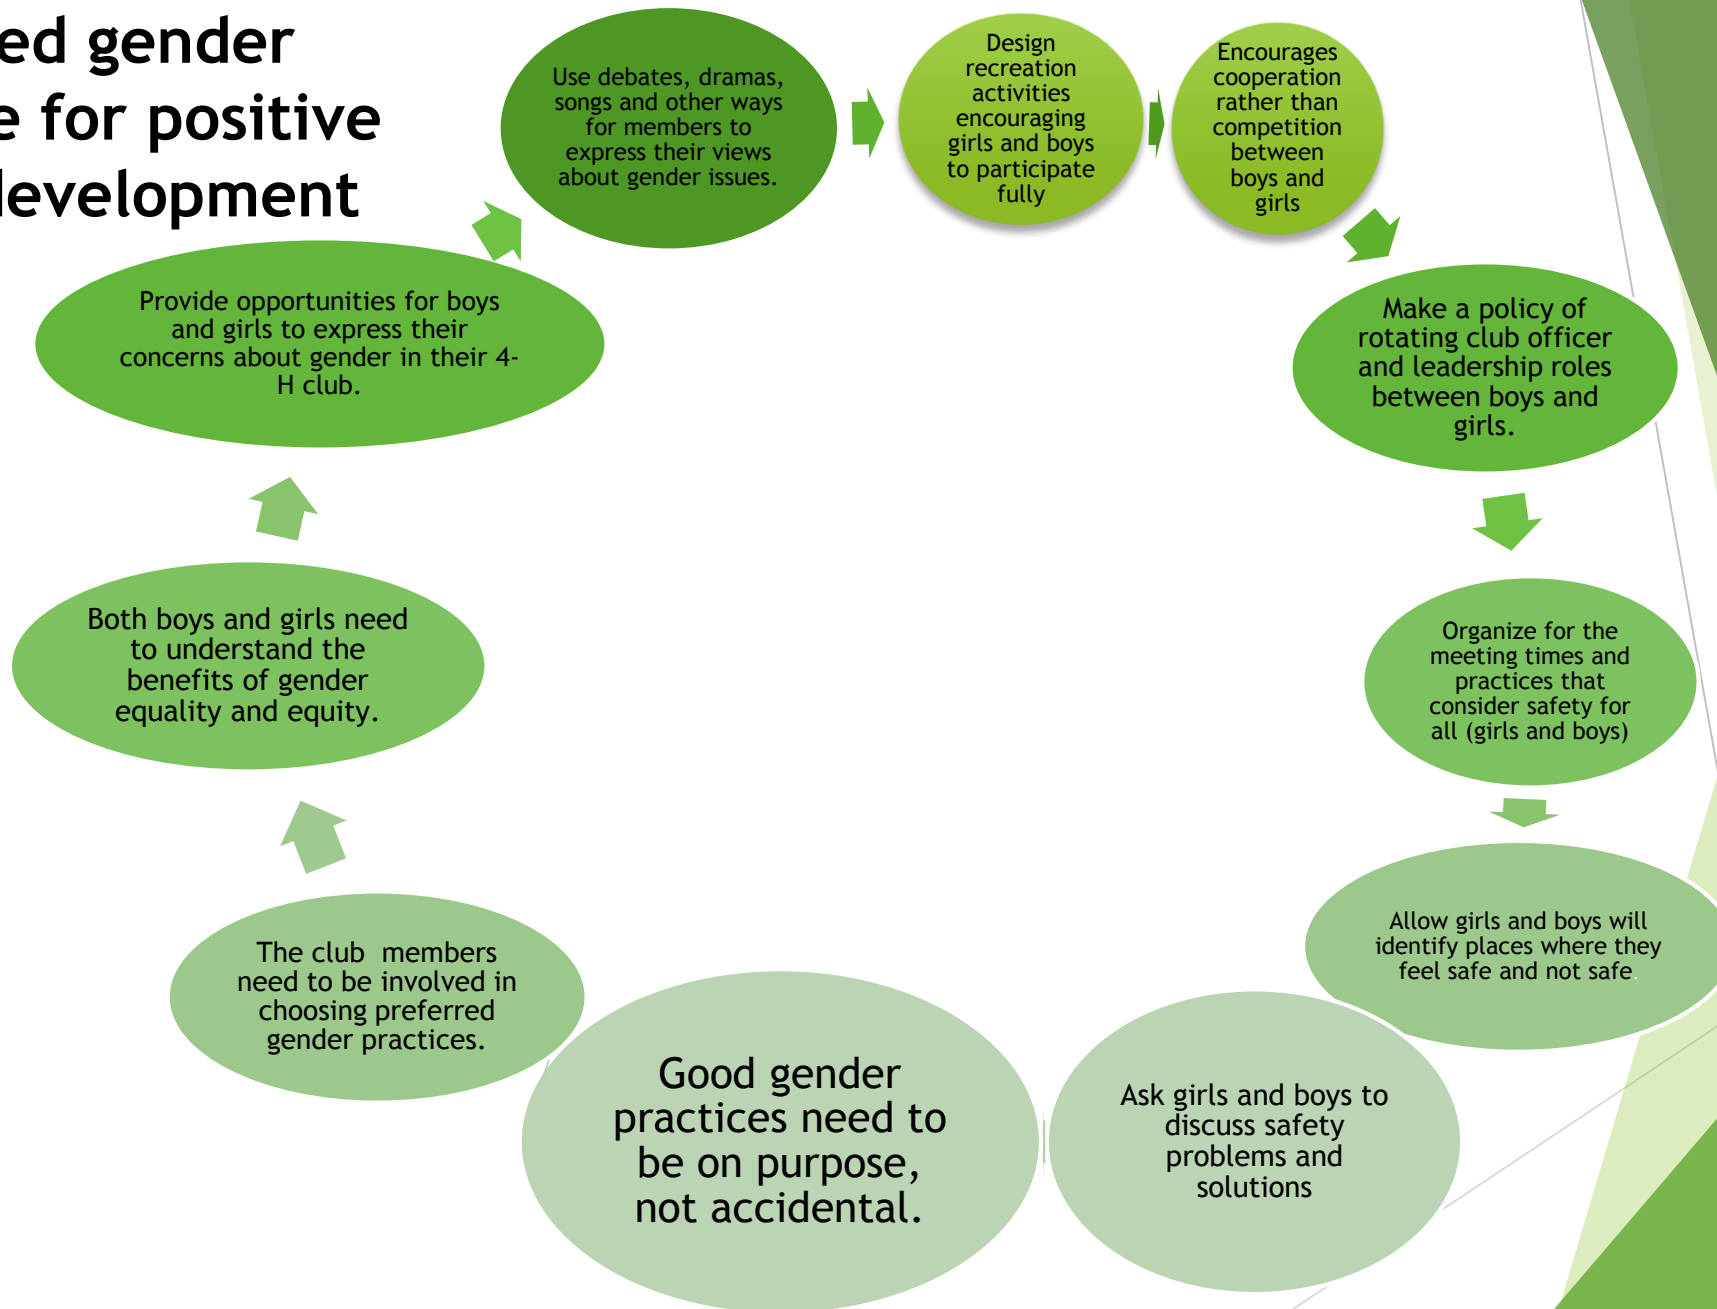 ed gender
e for positive
development
Use debates, dramas,
songs and other ways
for members to
express their views
about gender issues.
Design
recreation
activities
encouraging
girls and boys
to participate
fully
Encourages
cooperation
rather than
competition
between
boys and
girls
Make a policy of
rotating club officer
and leadership roles
between boys and
girls.
Organize for the
meeting times and
practices that
consider safety for
all (girls and boys)
Allow girls and boys will
identify places where they
feel safe and not safe.
Ask girls and boys to
discuss safety
problems and
solutions
Good gender
practices need to
be on purpose,
not accidental.
The club  members
need to be involved in
choosing preferred
gender practices.
Both boys and girls need
to understand the
benefits of gender
equality and equity.
Provide opportunities for boys
and girls to express their
concerns about gender in their 4-
H club.